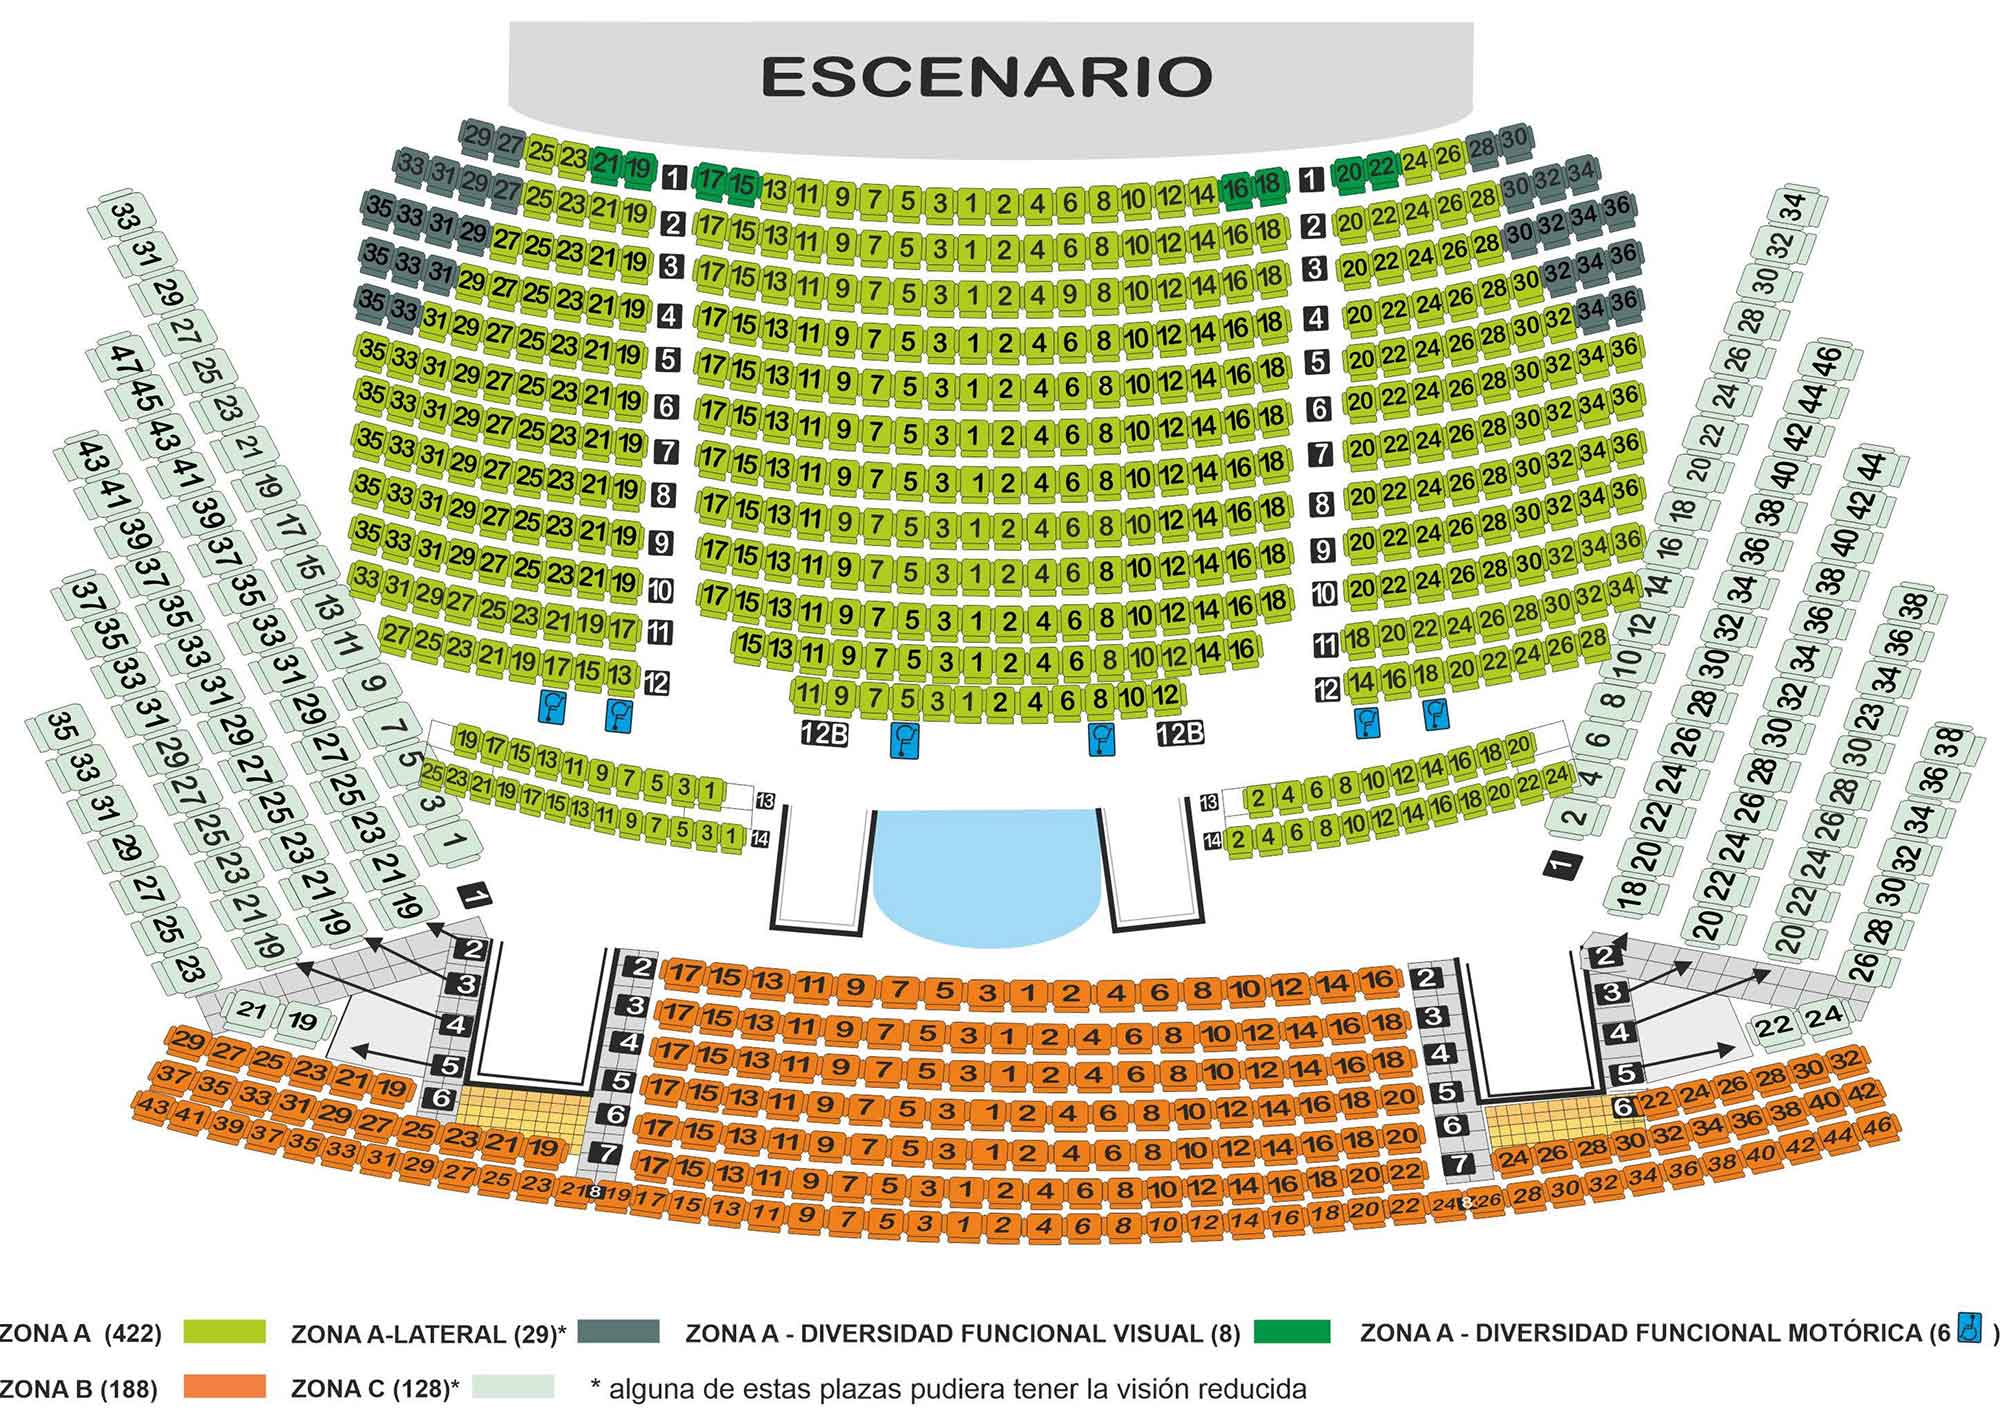 ESCENARIO
29 27 25 23 21 19 1 17 15 13 11 9 7 5 3 1 2 4 6 8 10 12 14 16 18 1 20 22 24 26 28 30
33 31 29 27 25 23 21 19 2 17 15 13 11 9 7 5 3 1 2 4 6 8 10 12 14 16 18 2 20 22 24 26 28 30 32 34
35 33 31 29 27 25 23 21 19 3 17 15 13 11 9 7 5 3 1 2 4 9 8 10 12 14 16 18 3 20 22 24 26 28 30 32 34 36
35 33 31 29 27 25 23 21 19 4 17 15 13 11 9 7 5 3 1 2 4 6 8 10 12 14 16 18 4 20 22 24 26 28 30 32 34 36
35 33 31 29 27 25 23 21 19 5 17 15 13 11 9 7 5 3 1 2 4 6 8 10 12 14 16 18 5 20 22 24 26 28 30 32 34 36
35 33 31 29 27 25 23 21 19 6 17 15 13 11 9 7 5 3 1 2 4 6 8 10 12 14 16 18 6 20 22 24 26 28 30 32 34 36
35 33 31 29 27 25 23 21 19 7 17 15 13 11 9 7 5 3 1 2 4 6 8 10 12 14 16 18 7 20 22 24 26 28 30 32 34 36
35 33 31 29 27 25 23 21 19 8 17 15 13 11 9 7 5 3 1 2 4 6 8 10 12 14 16 18 8 20 22 24 26 28 30 32 34 36
35 33 31 29 27 25 23 21 19 9 17 15 13 11 9 7 5 3 1 2 4 6 8 10 12 14 16 18 9 20 22 24 26 28 30 32 34 36
35 33 31 29 27 25 23 21 19 10 17 15 13 11 9 7 5 3 1 2 4 6 8 10 12 14 16 18 10 20 22 24 26 28 30 32 34 36
33 31 29 27 25 23 21 19 17 11 15 13 11 9 7 5 3 1 2 4 6 8 10 12 14 16 11 18 20 22 24 26 28 30 32 34
27 25 23 21 19 17 15 13 12 11 9 7 5 3 1 2 4 6 8 10 12 12 14 16 18 20 22 24 26 28
12B 12B
19 17 15 13 11 9 7 5 3 1 13 13 2 4 6 8 10 12 14 16 18 20
25 23 21 19 17 15 13 11 9 7 5 3 1 14 14 2 4 6 8 10 12 14 16 18 20 22 24
33 31 29 27 25 23 21 19 17 15 13 11 9 7 5 3 1 1
47 45 43 41 39 37 35 33 31 29 27 25 23 21 19 2
43 41 39 37 35 33 31 29 27 25 23 21 19 3
37 35 33 31 29 27 25 23 21 19 4
35 33 31 29 27 25 23
21 19 5
34 32 30 28 26 24 22 20 18 16 14 12 10 8 6 4 2 1
46 44 42 40 38 36 34 32 30 28 26 24 22 20 18 2
44 42 40 38 36 34 32 30 28 26 24 22 20 3
38 36 34 23 30 28 26 24 22 20 4
38 36 34 32 30 28 26
22 24 5
2 17 15 13 11 9 7 5 3 1 2 4 6 8 10 12 14 16 2
3 17 15 13 11 9 7 5 3 1 2 4 6 8 10 12 14 16 18 3
4 17 15 13 11 9 7 5 3 1 2 4 6 8 10 12 14 16 18 4
5 17 15 13 11 9 7 5 3 1 2 4 6 8 10 12 14 16 18 20 5
29 27 25 23 21 19 6 6 17 15 13 11 9 7 5 3 1 2 4 6 8 10 12 14 16 18 20 6 6 22 24 26 28 30 32
37 35 33 31 29 27 25 23 21 19 7 17 15 13 11 9 7 5 3 1 2 4 6 8 10 12 14 16 18 20 22 7 24 26 28 30 32 34 36 38 40 42
43 41 39 37 35 33 31 29 27 25 23 21 8 19 17 15 13 11 9 7 5 3 1 2 4 6 8 10 12 14 16 18 20 22 24 8 26 28 30 32 34 36 38 40 42 44 46
ZONA A (422) ZONA A-LATERAL (29)* ZONA A - DIVERSIDAD FUNCIONAL VISUAL (8) ZONA A - DIVERSIDAD FUNCIONAL MOTÓRICA (6 )
ZONA B (188) ZONA C (128)* * alguna de estas plazas pudiera tener la visión reducida